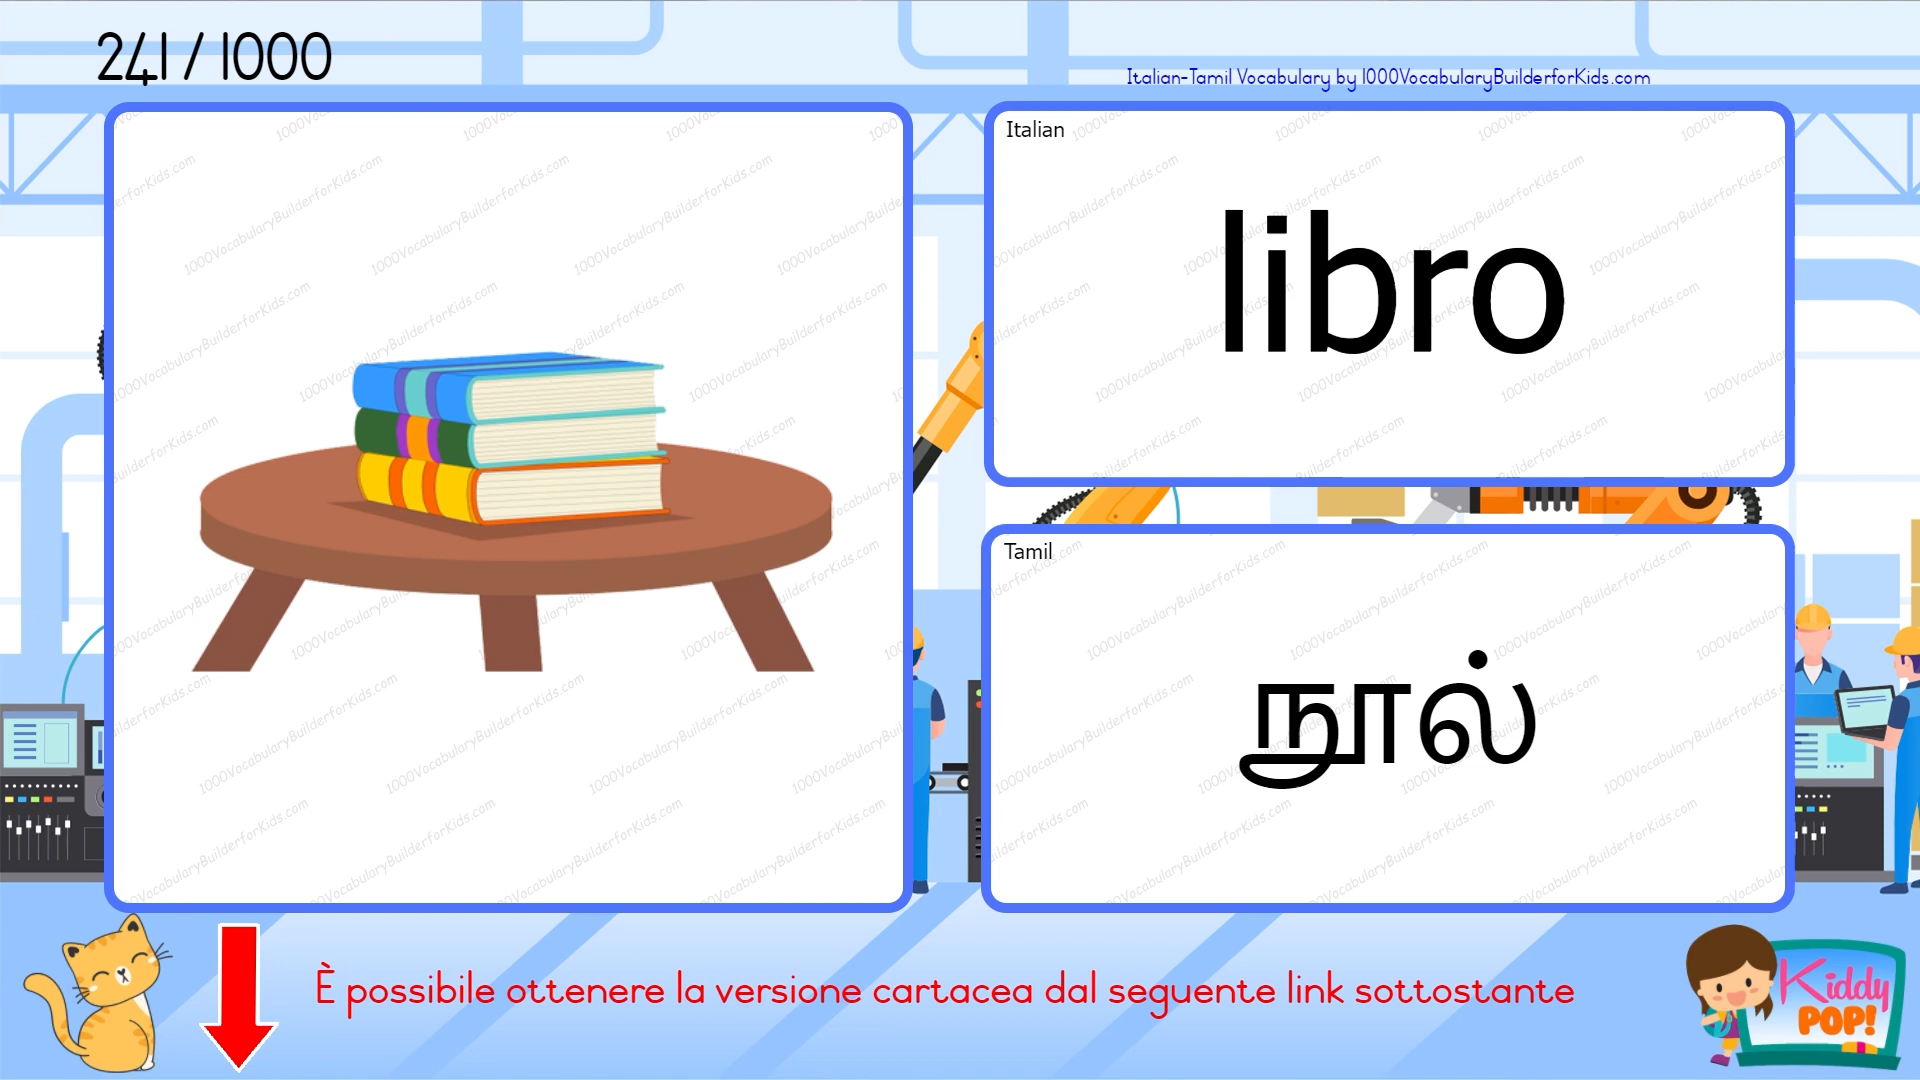 241 / 1000
Italian-Tamil Vocabulary by 1000VocabularyBuilderforKids.com
Italian
libro
Tamil
நூல்
È possibile ottenere la versione cartacea dal seguente link sottostante
Kiddy
POP!